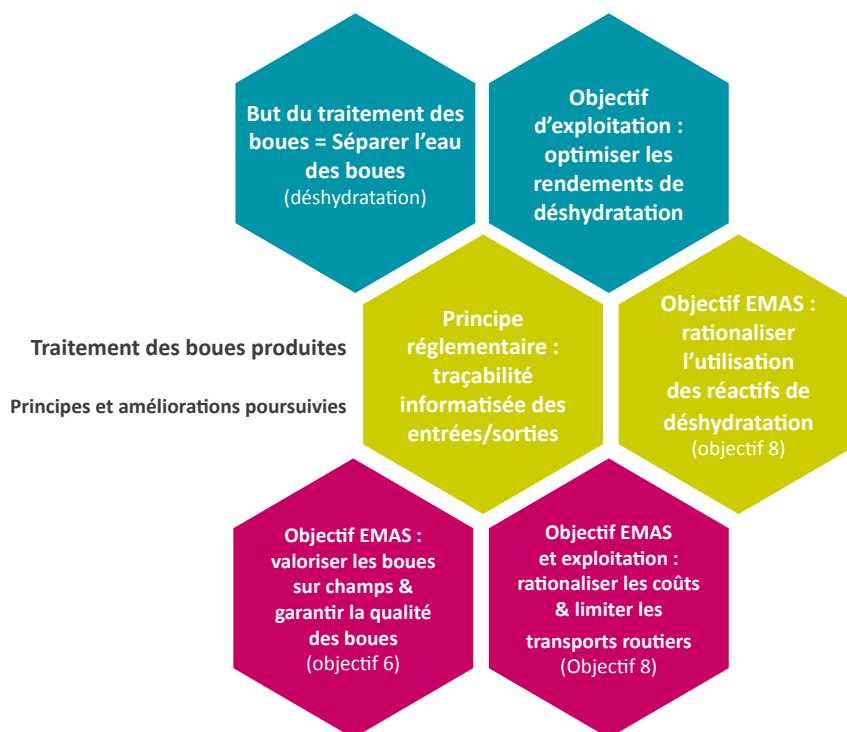 But du traitement des
boues = Séparer l’eau
des boues
(déshydratation)
Objectif
d’exploitation :
optimiser les
rendements de
déshydratation
Traitement des boues produites
Principes et améliorations poursuivies
Principe
réglementaire :
traçabilité
informatisée des
entrées/sorties
Objectif EMAS :
rationaliser
l’utilisation
des réactifs de
déshydratation
(objectif 8)
Objectif EMAS :
valoriser les boues
sur champs &
garantir la qualité
des boues
(objectif 6)
Objectif EMAS
et exploitation :
rationaliser les coûts
& limiter les
transports routiers
(Objectif 8)